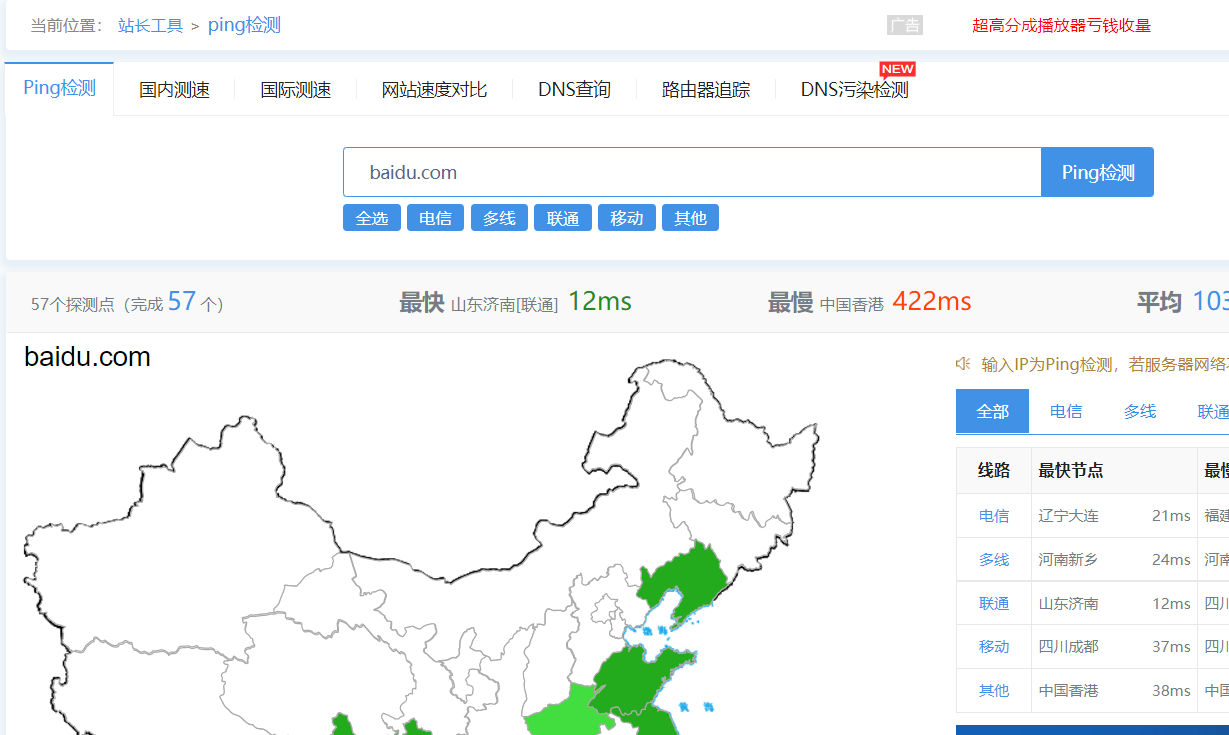 当前位置： 站长工具 > ping检测 广告 超高分成播放器亏钱收量
Ping检测 国内测速 国际测速 网站速度对比 DNS查询 路由器追踪 DNS污染检测 NEW
baidu.com Ping检测
全选 电信 多线 联通 移动 其他
57个探测点（完成 57 个） 最快 山东济南[联通] 12ms 最慢 中国香港 422ms 平均 103
baidu.com
输入IP为Ping检测，若服务器网络
全部 电信 多线 联通
线路 最快节点 最慢
电信 辽宁大连 21ms 福建
多线 河南新乡 24ms 河南
联通 山东济南 12ms 四川
移动 四川成都 37ms 四川
其他 中国香港 38ms 中国